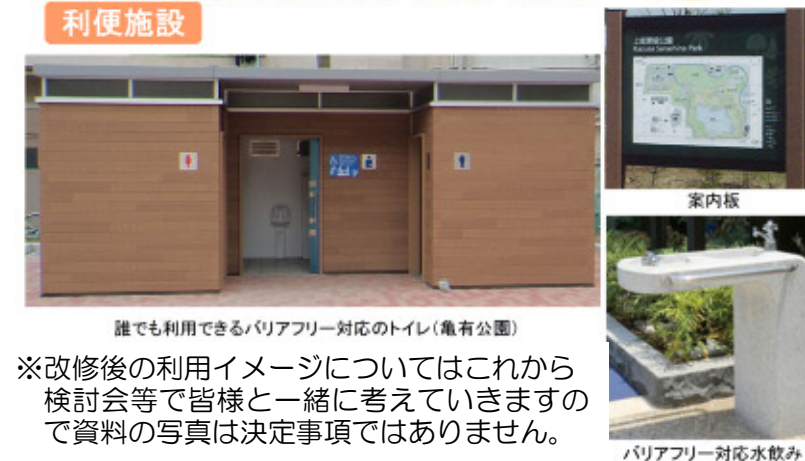 利便施設
案内板
誰でも利用できるバリアフリー対応のトイレ(亀有公園)
※改修後の利用イメージについてはこれから
検討会等で皆様と一緒に考えていきますの
で資料の写真は決定事項ではありません。
バリアフリー対応水飲み